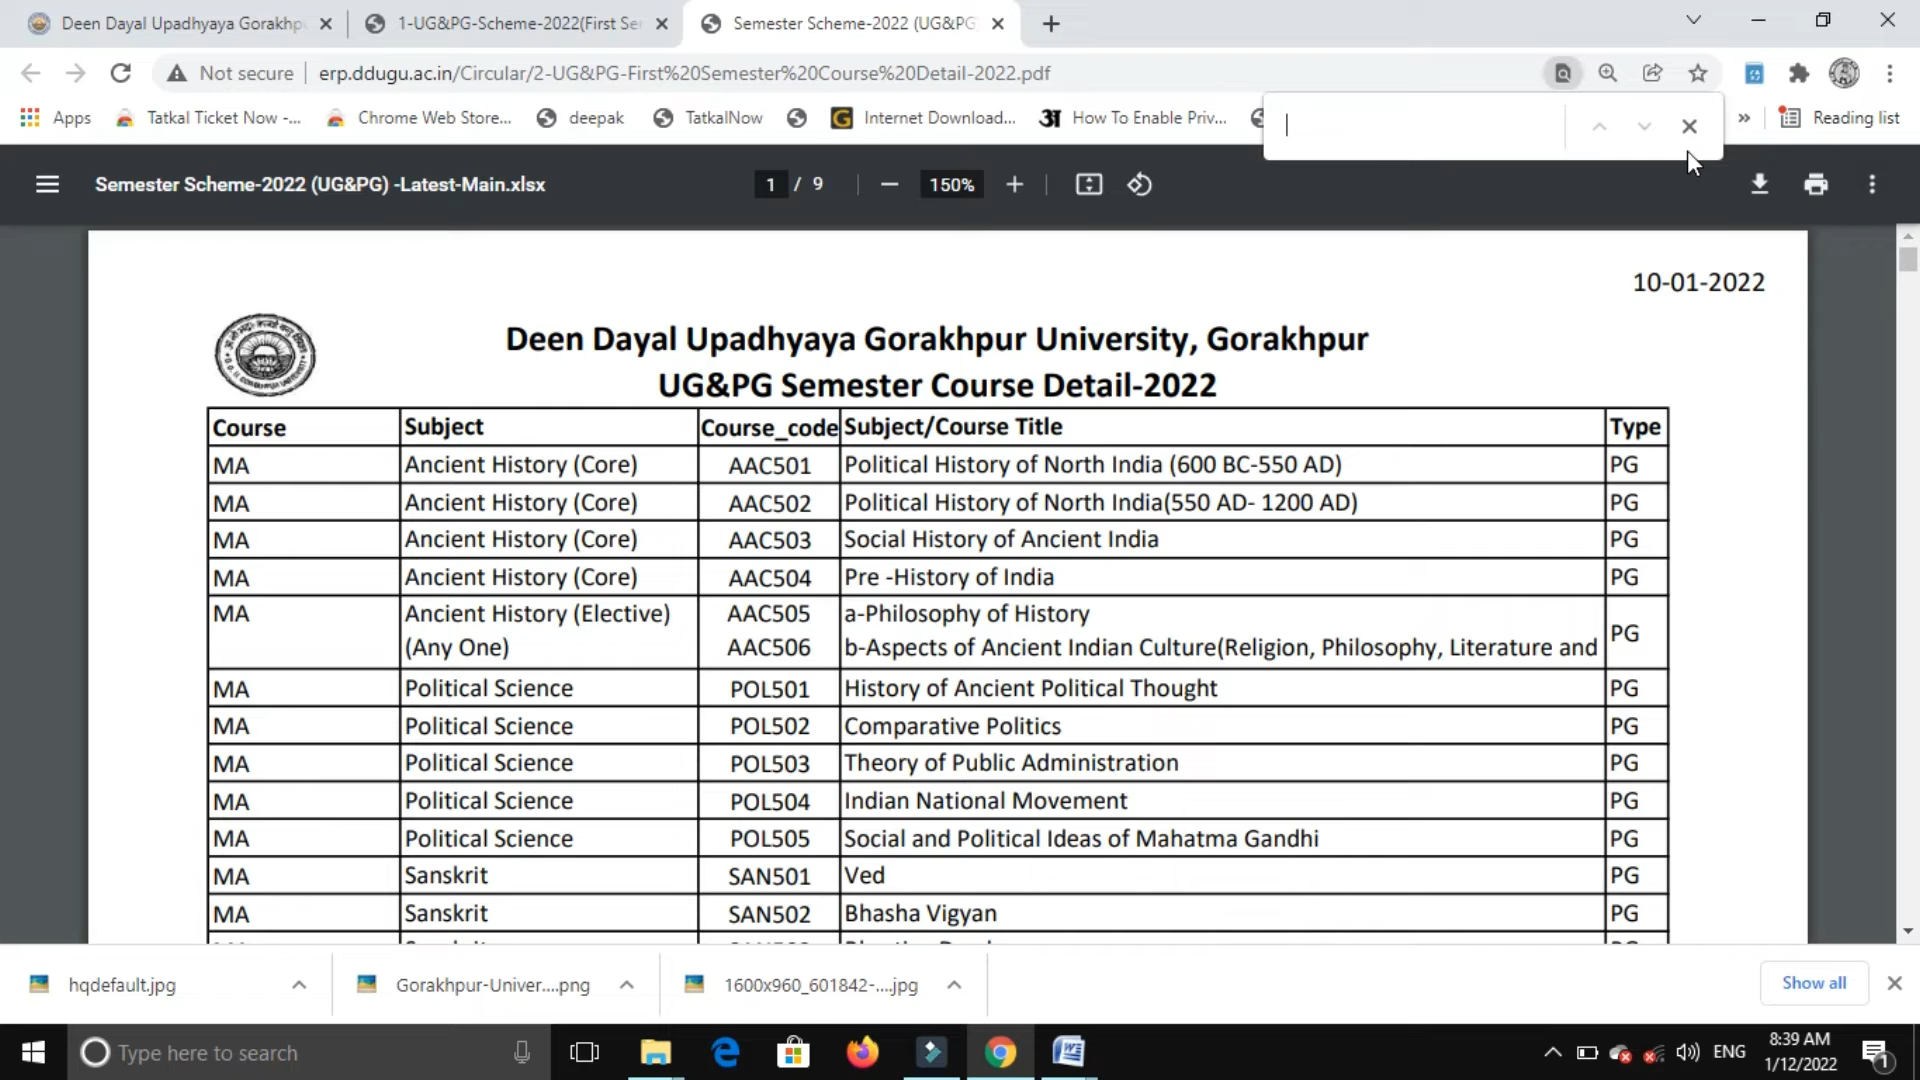 Deen Dayal Upadhyaya Gorakhp
1-UG&PG-Scheme-2022(First Se
Semester Scheme-2022 (UG&PG
Not secure
erp.ddugu.ac.in/Circular/2-UG&PG-First%20Semester%20Course%20Detail-2022.pdf
Apps
Tatkal Ticket Now -...
Chrome Web Store...
deepak
TatkalNow
Internet Download...
How To Enable Priv...
»
Reading list
Semester Scheme-2022 (UG&PG) -Latest-Main.xlsx
1 / 9
150%
10-01-2022
Deen Dayal Upadhyaya Gorakhpur University, Gorakhpur
UG&PG Semester Course Detail-2022
Course Subject Course_code Subject/Course Title Type
MA Ancient History (Core) AAC501 Political History of North India (600 BC-550 AD) PG
MA Ancient History (Core) AAC502 Political History of North India(550 AD- 1200 AD) PG
MA Ancient History (Core) AAC503 Social History of Ancient India PG
MA Ancient History (Core) AAC504 Pre -History of India PG
MA Ancient History (Elective) AAC505 a-Philosophy of History PG
(Any One) AAC506 b-Aspects of Ancient Indian Culture(Religion, Philosophy, Literature and
MA Political Science POL501 History of Ancient Political Thought PG
MA Political Science POL502 Comparative Politics PG
MA Political Science POL503 Theory of Public Administration PG
MA Political Science POL504 Indian National Movement PG
MA Political Science POL505 Social and Political Ideas of Mahatma Gandhi PG
MA Sanskrit SAN501 Ved PG
MA Sanskrit SAN502 Bhasha Vigyan PG
hqdefault.jpg
Gorakhpur-Univer....png
1600x960_601842-....jpg
Show all
Type here to search
ENG
8:39 AM
1/12/2022
1